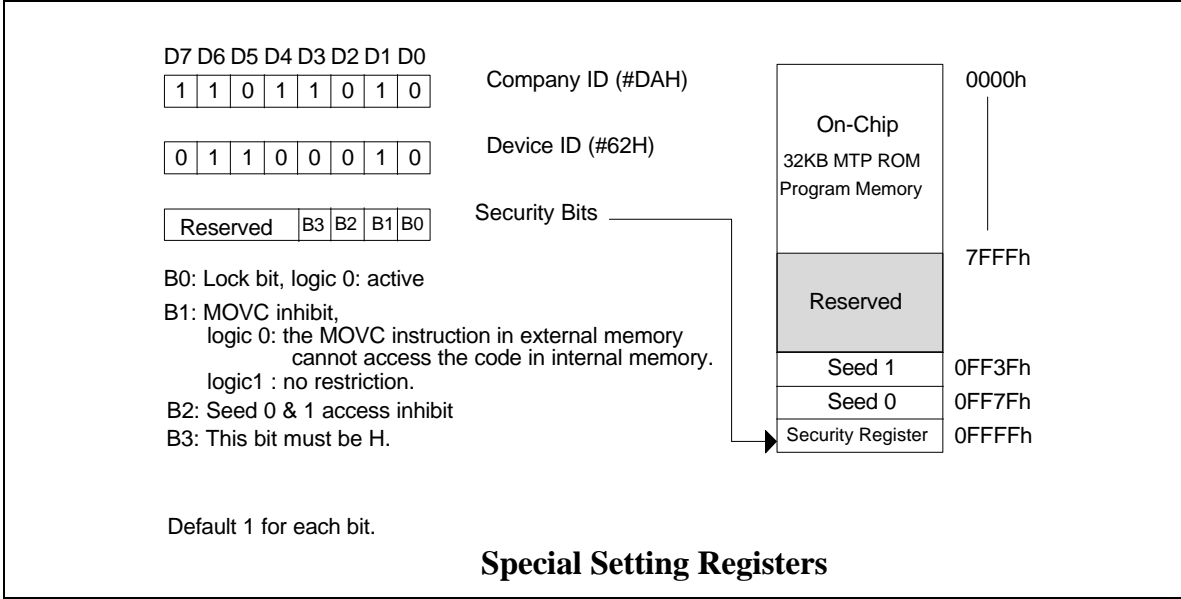 D7 D6 D5 D4 D3 D2 D1 D0
1 1 0 1 1 0 1 0
Company ID (#DAH)
0 1 1 0 0 0 1 0
Device ID (#62H)
Reserved B3 B2 B1 B0
Security Bits
B0: Lock bit, logic 0: active
B1: MOVC inhibit,
logic 0: the MOVC instruction in external memory
cannot access the code in internal memory.
logic1 : no restriction.
B2: Seed 0 & 1 access inhibit
B3: This bit must be H.
Default 1 for each bit.
0000h
On-Chip
32KB MTP ROM
Program Memory
7FFFh
Reserved
Seed 1 0FF3Fh
Seed 0 0FF7Fh
Security Register 0FFFFh
Special Setting Registers